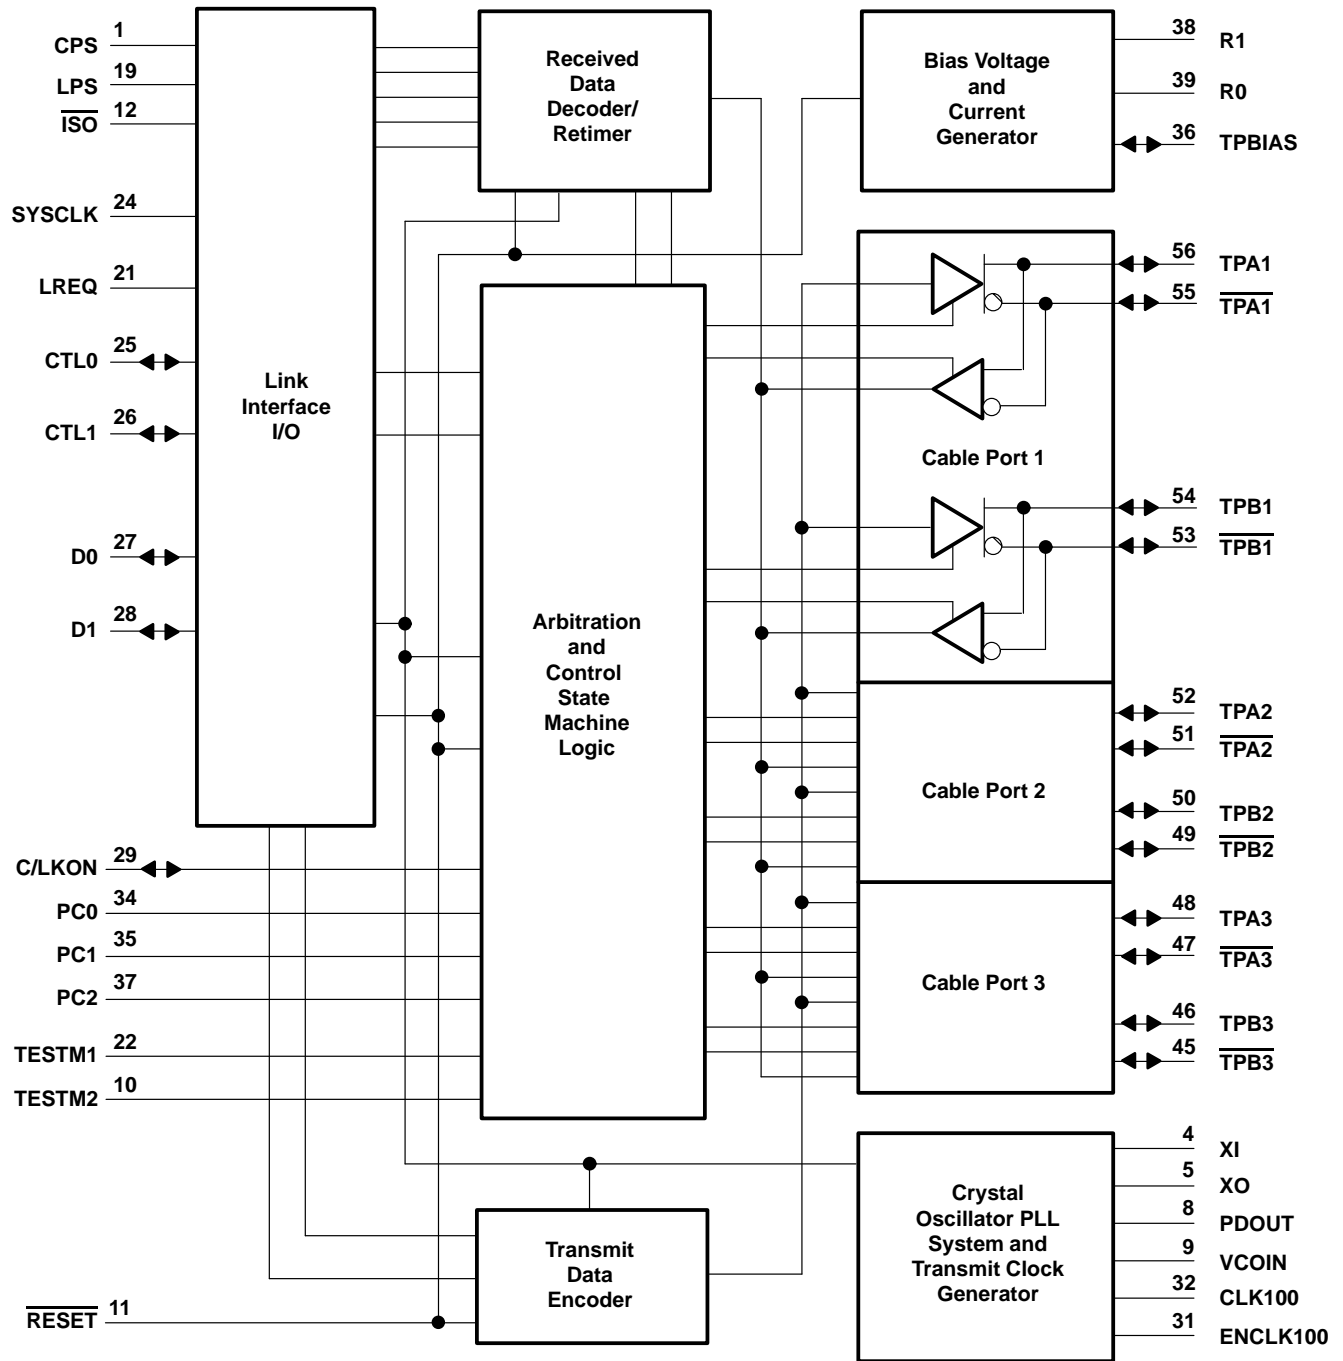 CPS 1
LPS 19
ISO 12
SYSCLK 24
LREQ 21
CTL0 25
CTL1 26
D0 27
D1 28
C/LKON 29
PC0 34
PC1 35
PC2 37
TESTM1 22
TESTM2 10
RESET 11
Link
Interface
I/O
Received
Data
Decoder/
Retimer
Arbitration
and
Control
State
Machine
Logic
Transmit
Data
Encoder
Bias Voltage
and
Current
Generator
Cable Port 1
Cable Port 2
Cable Port 3
Crystal
Oscillator PLL
System and
Transmit Clock
Generator
38 R1
39 R0
36 TPBIAS
56 TPA1
55 TPA1
54 TPB1
53 TPB1
52 TPA2
51 TPA2
50 TPB2
49 TPB2
48 TPA3
47 TPA3
46 TPB3
45 TPB3
4 XI
5 XO
8 PDOUT
9 VCOIN
32 CLK100
31 ENCLK100